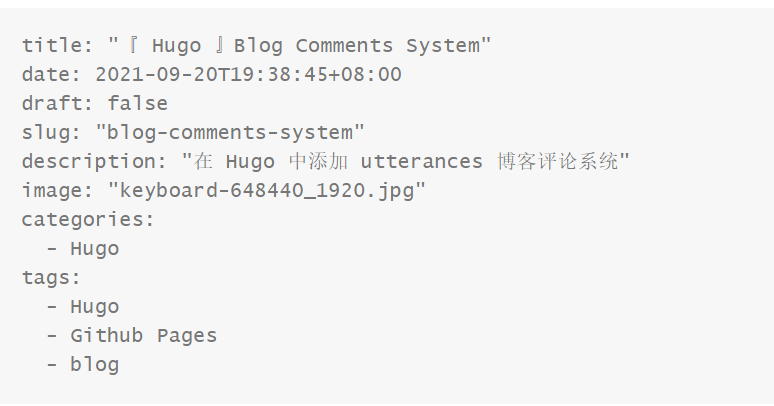 title: "『 Hugo 』Blog Comments System"
date: 2021-09-20T19:38:45+08:00
draft: false
slug: "blog-comments-system"
description: "在 Hugo 中添加 utterances 博客评论系统"
image: "keyboard-648440_1920.jpg"
categories:
  - Hugo
tags:
  - Hugo
  - Github Pages
  - blog